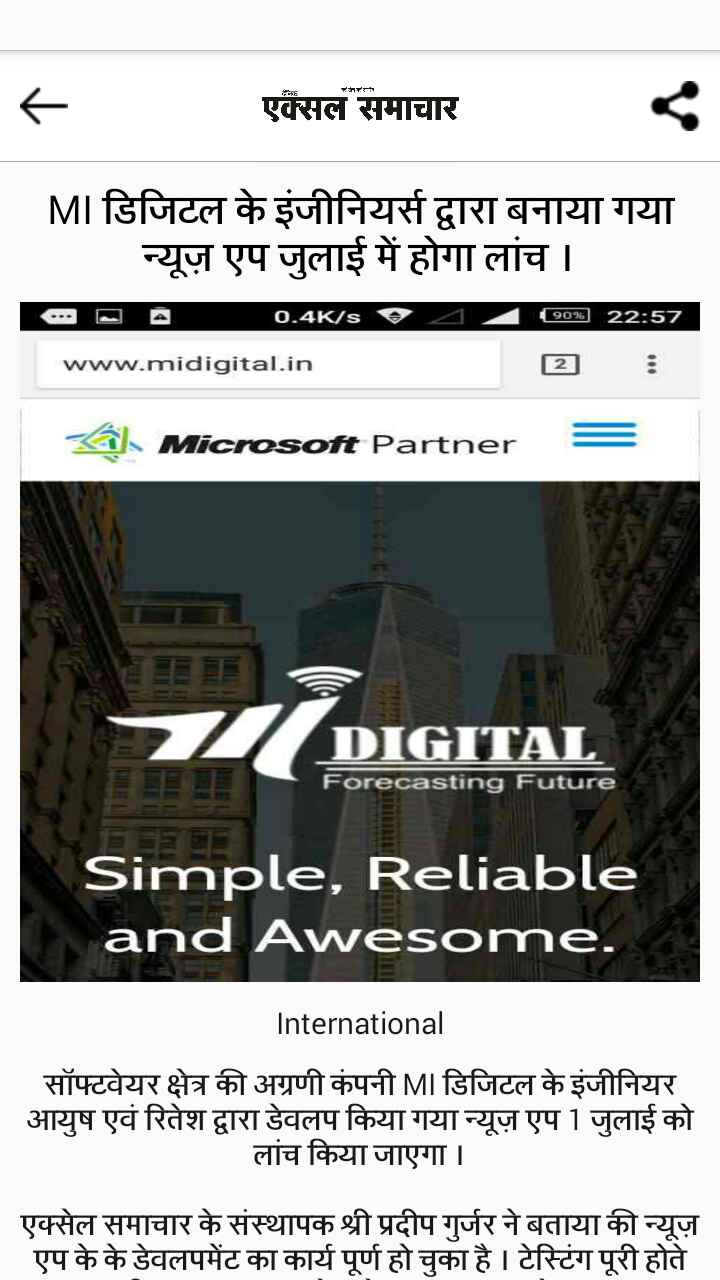 एक्सेल समाचार
MI डिजिटल के इंजीनियर्स द्वारा बनाया गया
न्यूज़ एप जुलाई में होगा लांच ।
0.4K/s 90% 22:57
www.midigital.in 2
Microsoft Partner
Mi DIGITAL
Forecasting Future
Simple, Reliable
and Awesome.
International
सॉफ्टवेयर क्षेत्र की अग्रणी कंपनी MI डिजिटल के इंजीनियर
आयुष एवं रितेश द्वारा डेवलप किया गया न्यूज़ एप 1 जुलाई को
लांच किया जाएगा ।
एक्सेल समाचार के संस्थापक श्री प्रदीप गुर्जर ने बताया की न्यूज़
एप के के डेवलपमेंट का कार्य पूर्ण हो चुका है । टेस्टिंग पूरी होते